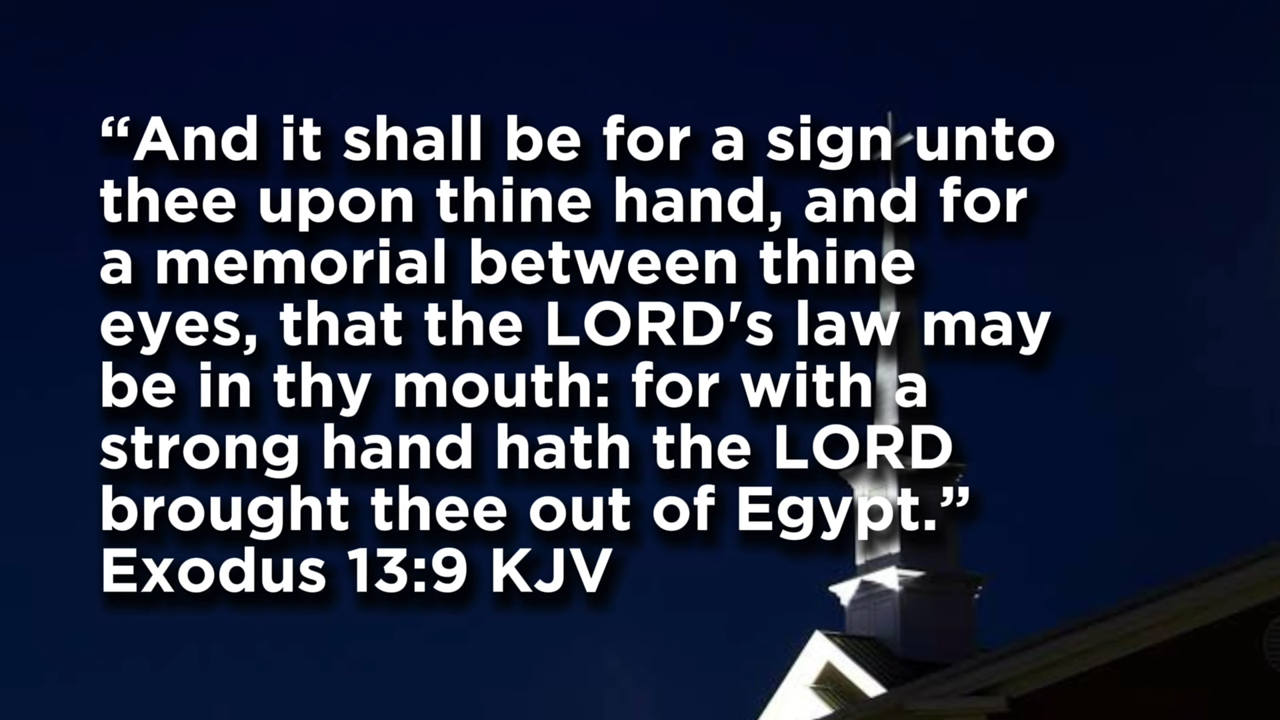 “And it shall be for a sign unto
thee upon thine hand, and for
a memorial between thine
eyes, that the LORD's law may
be in thy mouth: for with a
strong hand hath the LORD
brought thee out of Egypt.”
Exodus 13:9 KJV